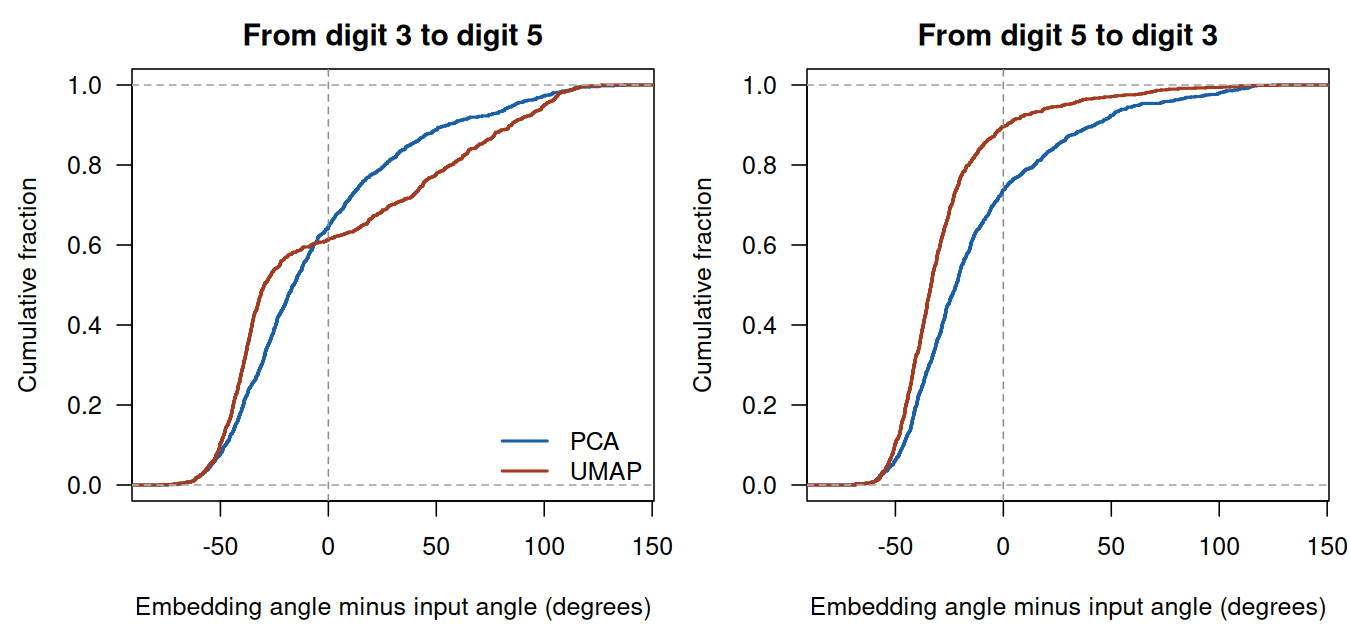 From digit 3 to digit 5
Cumulative fraction
1.0
0.8
0.6
0.4
0.2
0.0
PCA
UMAP
-50 0 50 100 150
Embedding angle minus input angle (degrees)
From digit 5 to digit 3
Cumulative fraction
1.0
0.8
0.6
0.4
0.2
0.0
-50 0 50 100 150
Embedding angle minus input angle (degrees)